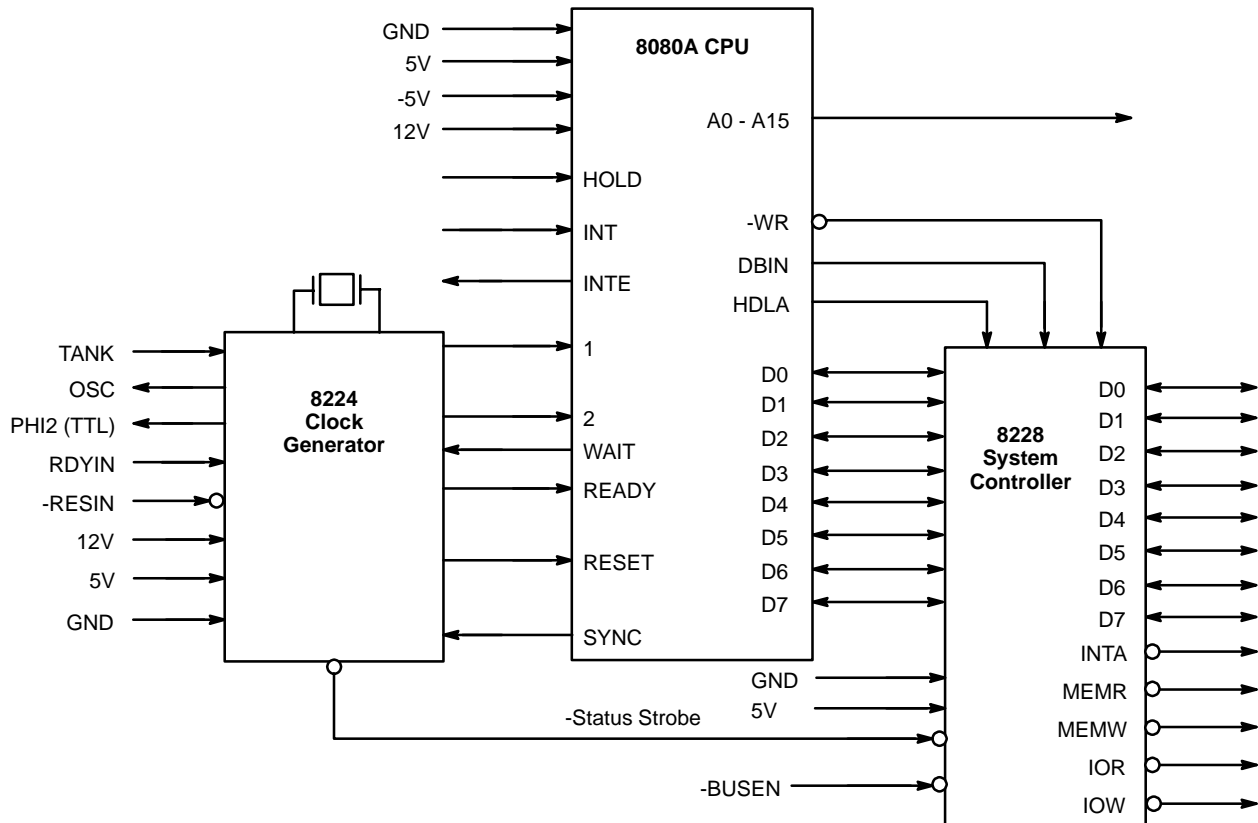 GND
5V
-5V
12V
HOLD
INT
INTE
1
2
WAIT
READY
RESET
SYNC
8080A CPU
A0 - A15
-WR
DBIN
HDLA
D0
D1
D2
D3
D4
D5
D6
D7
TANK
OSC
PHI2 (TTL)
RDYIN
-RESIN
12V
5V
GND
8224
Clock
Generator
8228
System
Controller
D0
D1
D2
D3
D4
D5
D6
D7
INTA
MEMR
MEMW
IOR
IOW
GND
5V
-Status Strobe
-BUSEN